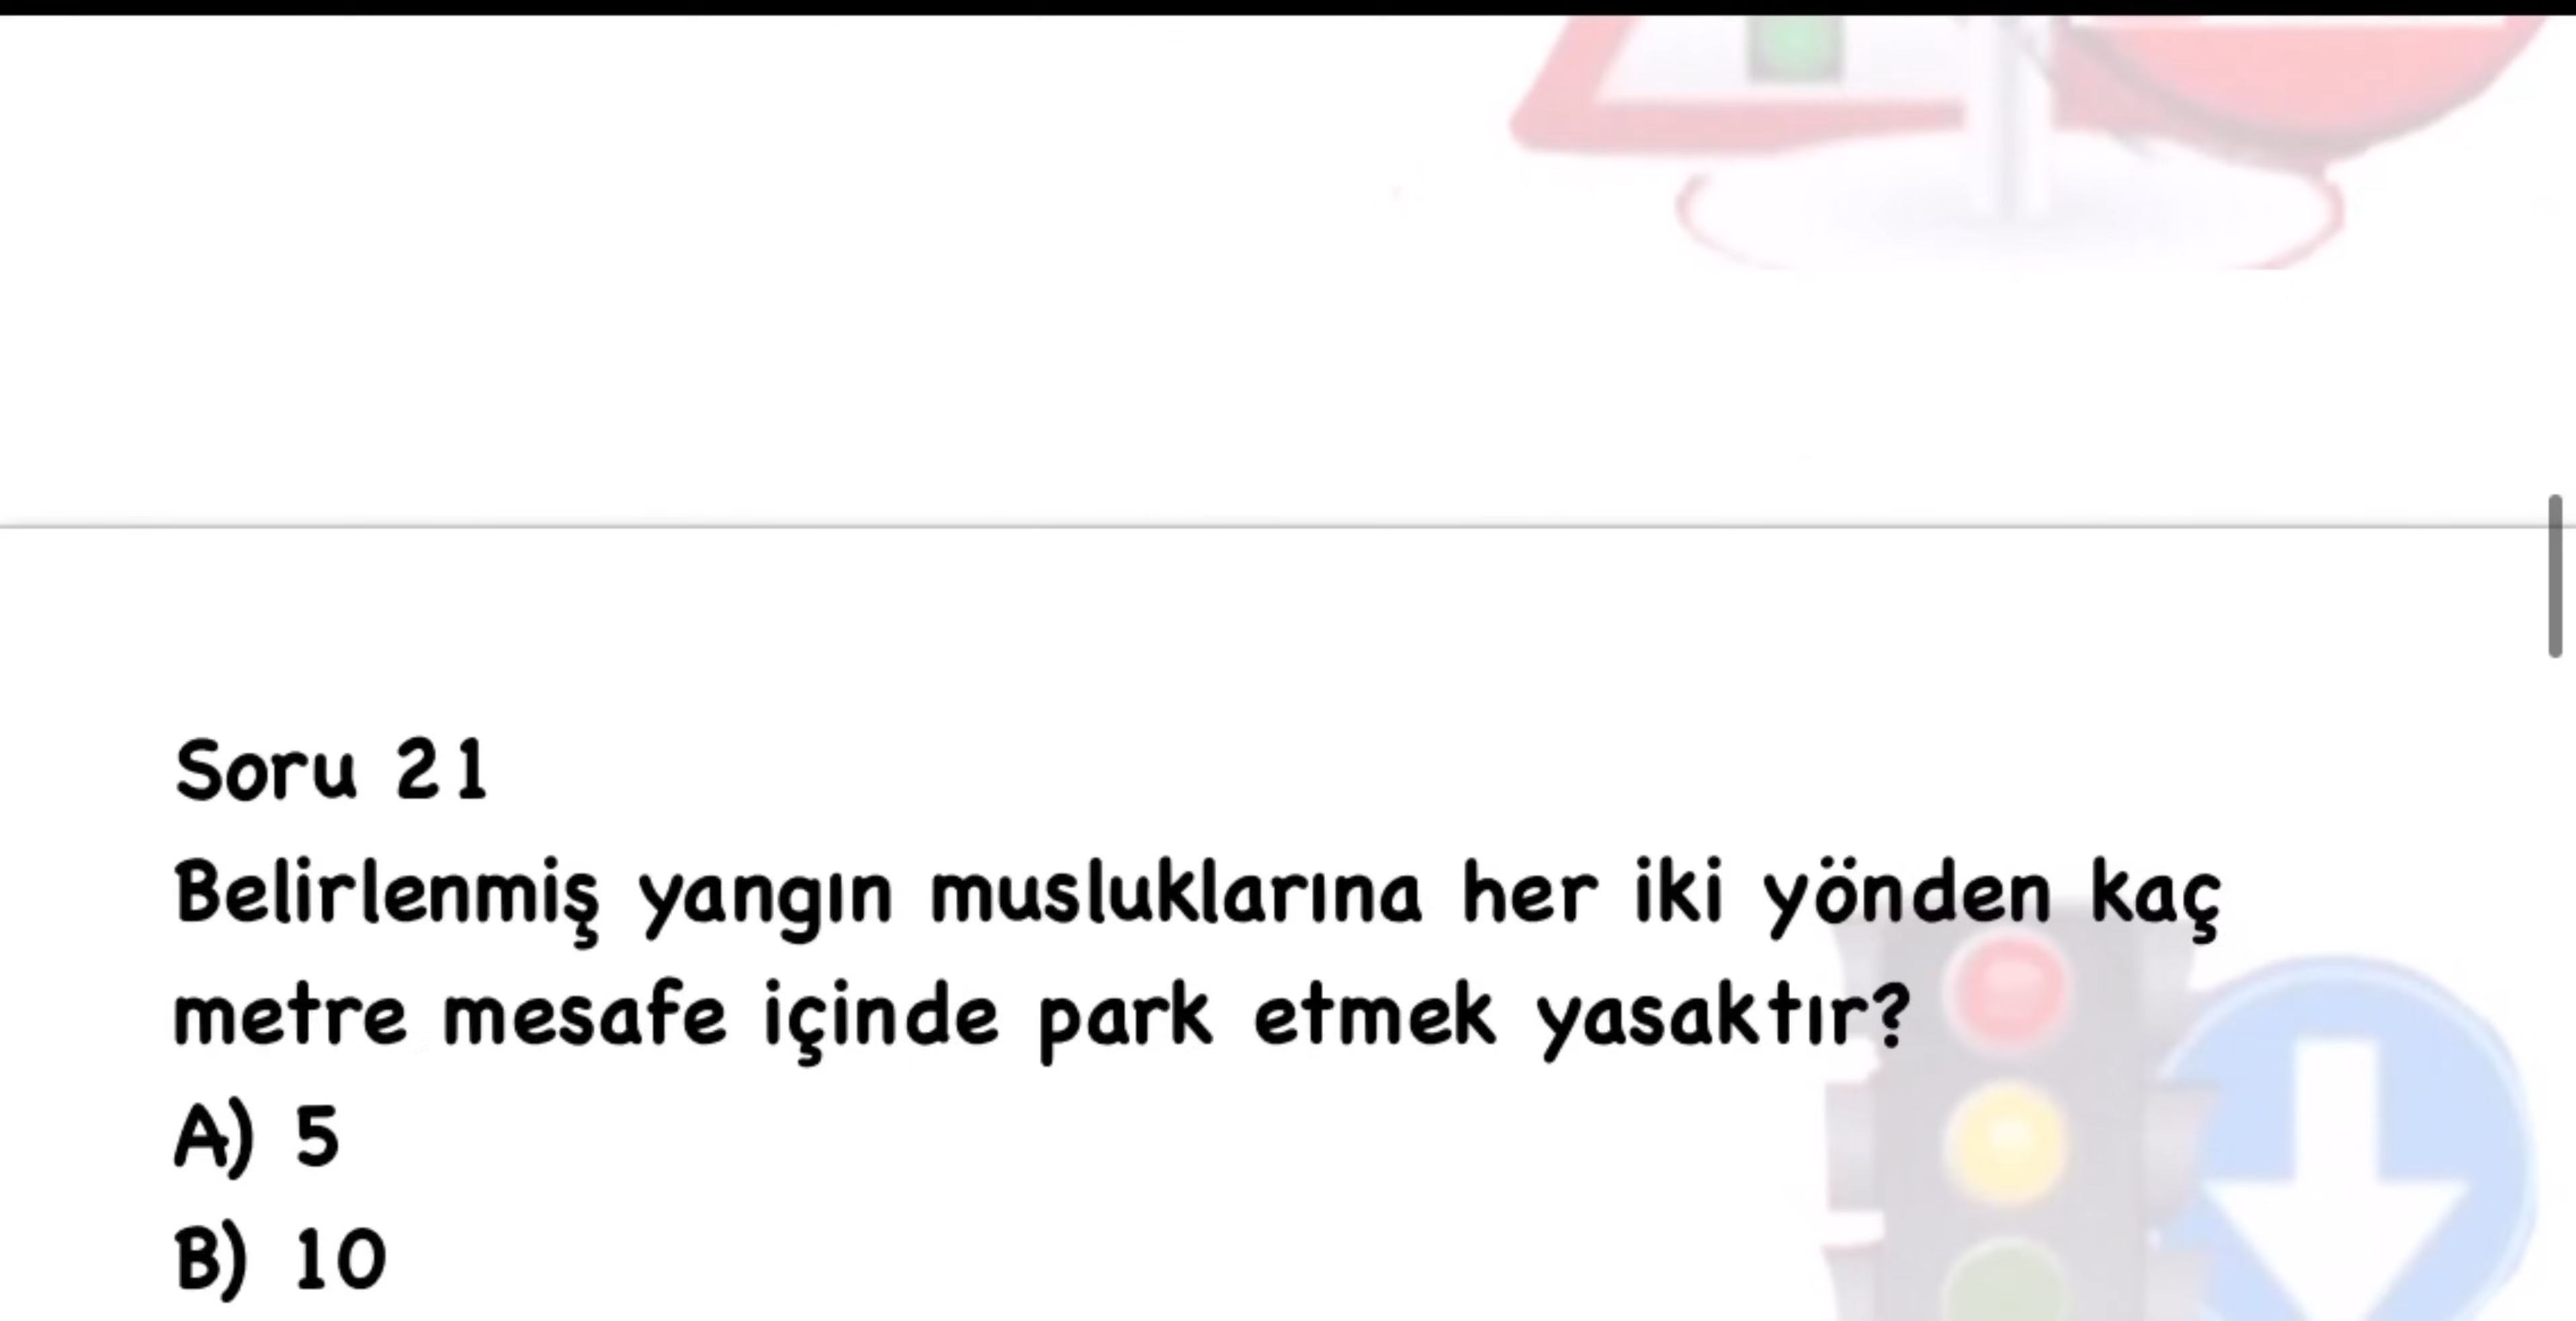 Soru 21
Belirlenmiş yangın musluklarına her iki yönden kaç
metre mesafe içinde park etmek yasaktır?
A) 5
B) 10